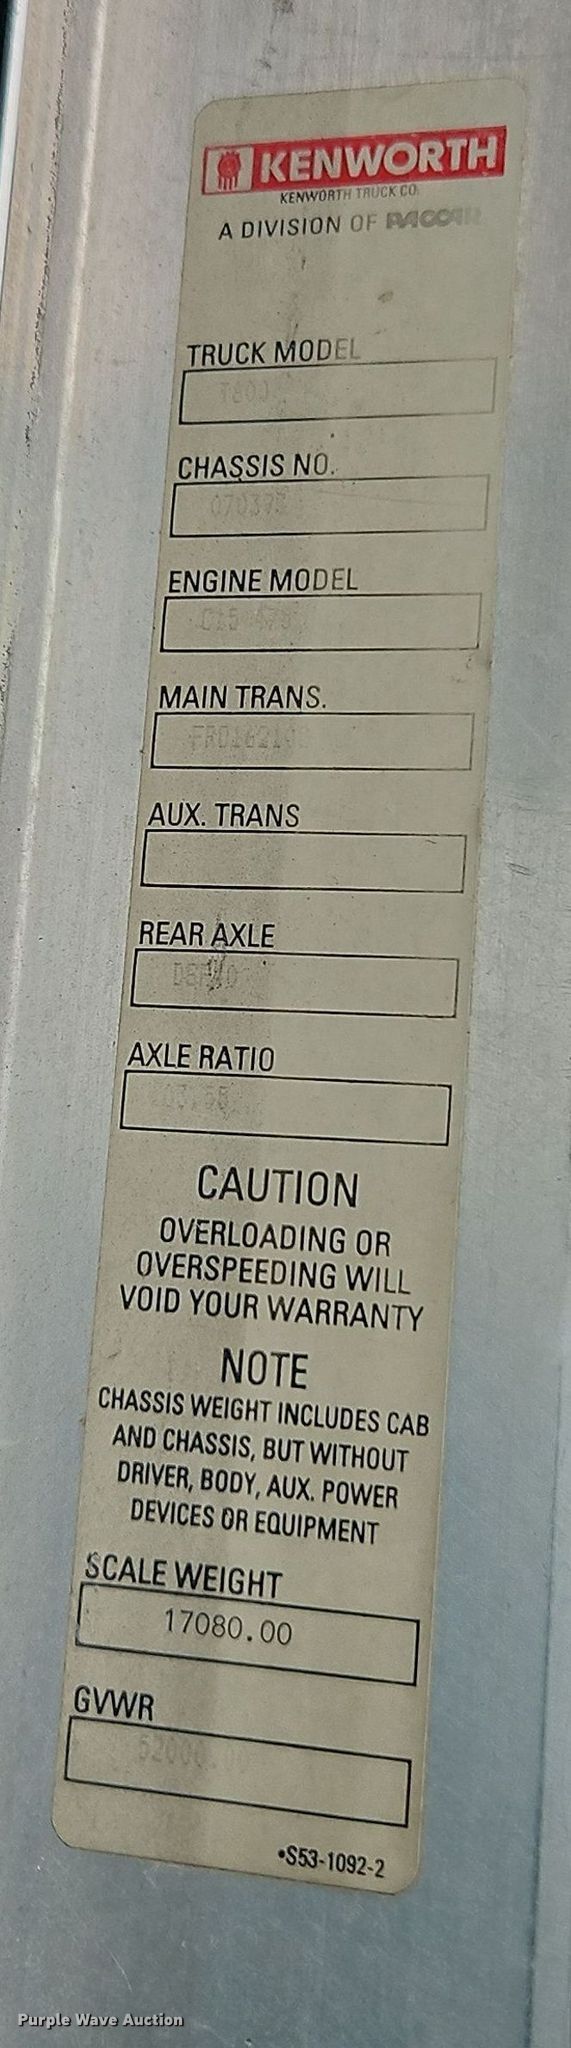 KENWORTH
KENWORTH TRUCK CO.
A DIVISION OF PACCAR
TRUCK MODEL
CHASSIS NO.
ENGINE MODEL
MAIN TRANS.
AUX. TRANS
REAR AXLE
AXLE RATIO
CAUTION
OVERLOADING OR
OVERSPEEDING WILL
VOID YOUR WARRANTY
NOTE
CHASSIS WEIGHT INCLUDES CAB
AND CHASSIS, BUT WITHOUT
DRIVER, BODY, AUX. POWER
DEVICES OR EQUIPMENT
SCALE WEIGHT
17080.00
GVWR
52000.00
•S53-1092-2
Purple Wave Auction